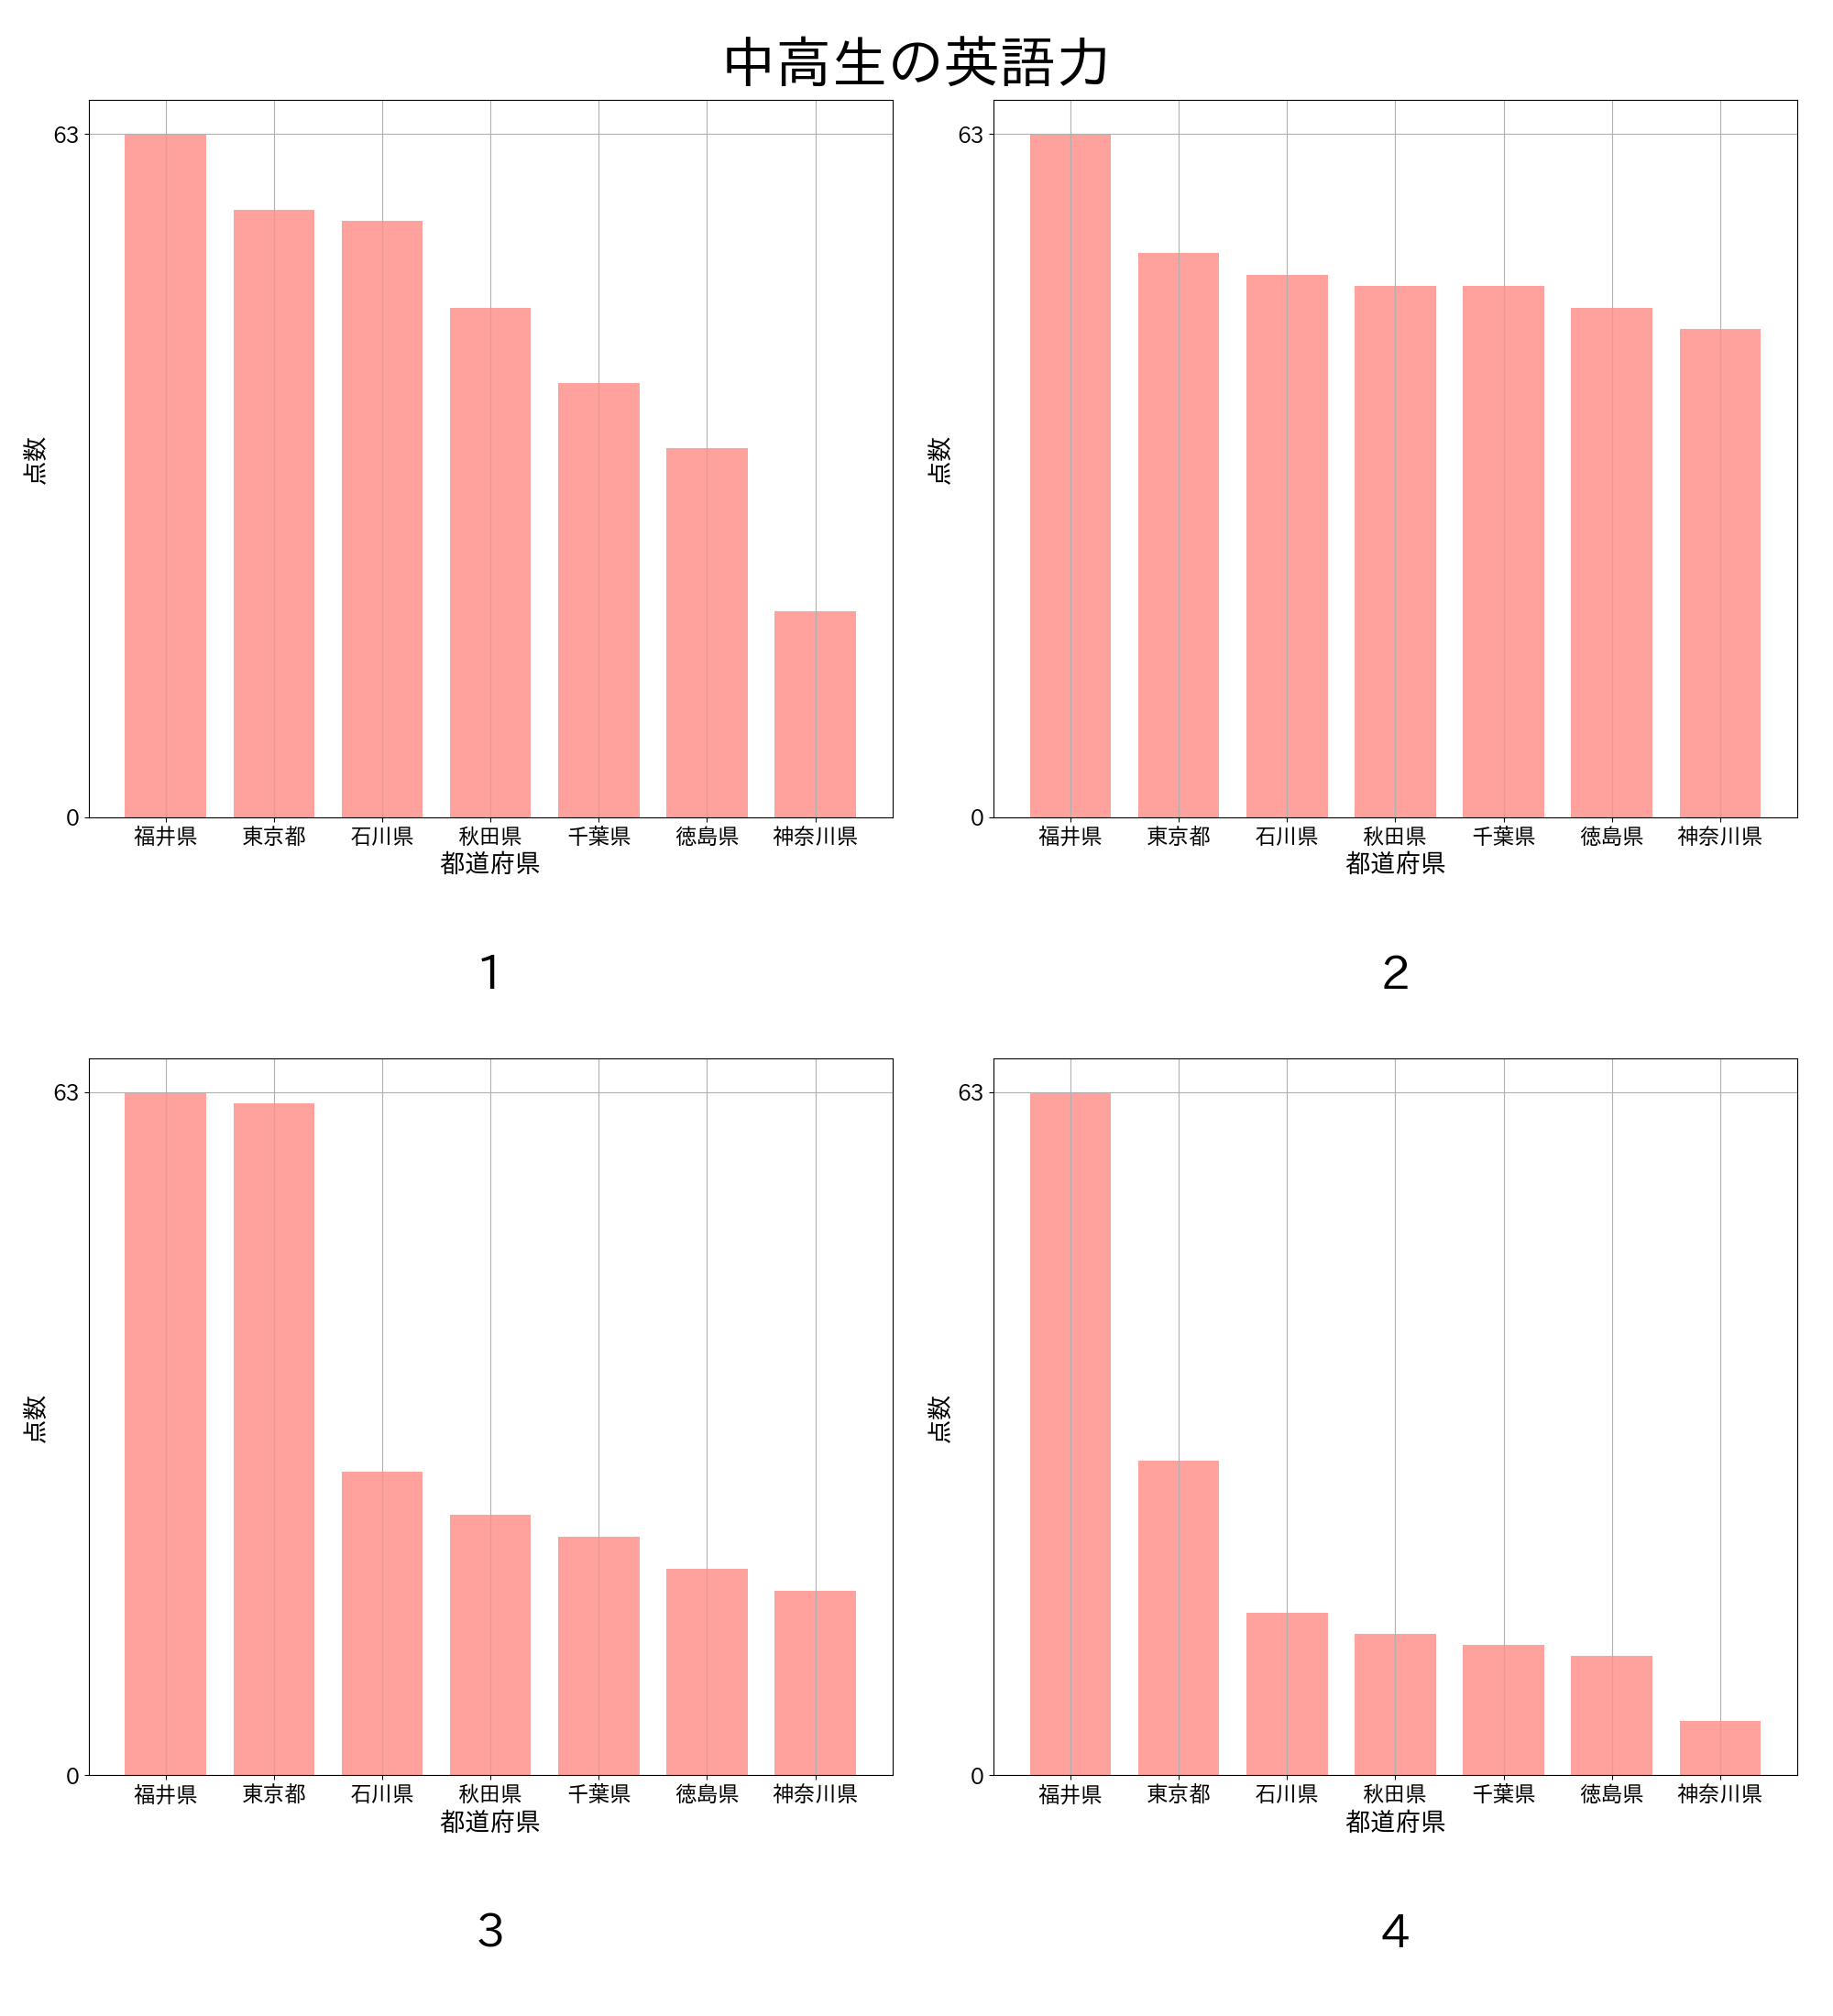 中高生の英語力
63
0
点数
福井県 東京都 石川県 秋田県 千葉県 徳島県 神奈川県
都道府県
1
63
0
点数
福井県 東京都 石川県 秋田県 千葉県 徳島県 神奈川県
都道府県
2
63
0
点数
福井県 東京都 石川県 秋田県 千葉県 徳島県 神奈川県
都道府県
3
63
0
点数
福井県 東京都 石川県 秋田県 千葉県 徳島県 神奈川県
都道府県
4